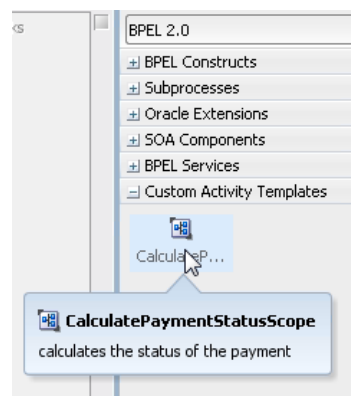 ks
BPEL 2.0
BPEL Constructs
Subprocesses
Oracle Extensions
SOA Components
BPEL Services
Custom Activity Templates
CalculateP...
CalculatePaymentStatusScope
calculates the status of the payment